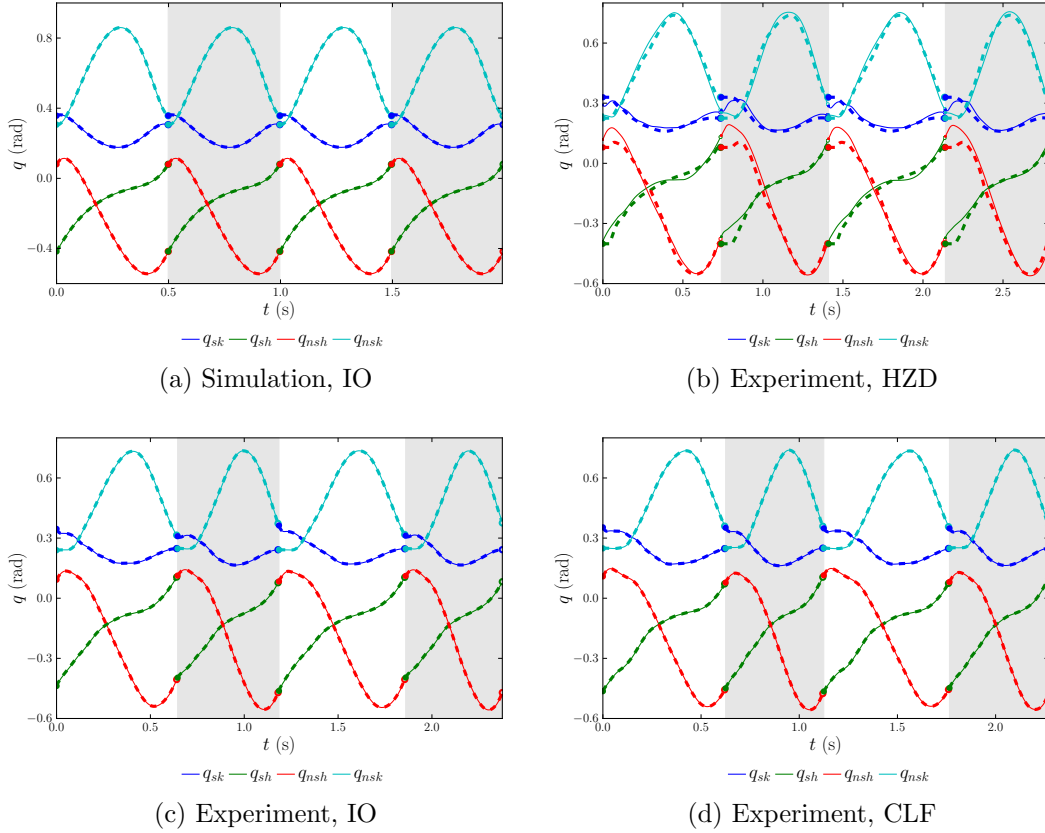 0.8
0.4
0.0
−0.4
q (rad)
0.0 0.5 1.0 1.5
t (s)
q_sk q_sh q_nsh q_nsk
(a) Simulation, IO
0.6
0.3
0.0
−0.3
−0.6
q (rad)
0.0 0.5 1.0 1.5 2.0 2.5
t (s)
q_sk q_sh q_nsh q_nsk
(b) Experiment, HZD
0.6
0.3
0.0
−0.3
−0.6
q (rad)
0.0 0.5 1.0 1.5 2.0
t (s)
q_sk q_sh q_nsh q_nsk
(c) Experiment, IO
0.6
0.3
0.0
−0.3
−0.6
q (rad)
0.0 0.5 1.0 1.5 2.0
t (s)
q_sk q_sh q_nsh q_nsk
(d) Experiment, CLF